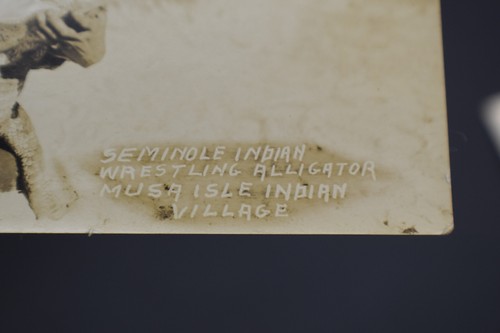 SEMINOLE INDIAN
WRESTLING ALLIGATOR
MUSA ISLE INDIAN
VILLAGE